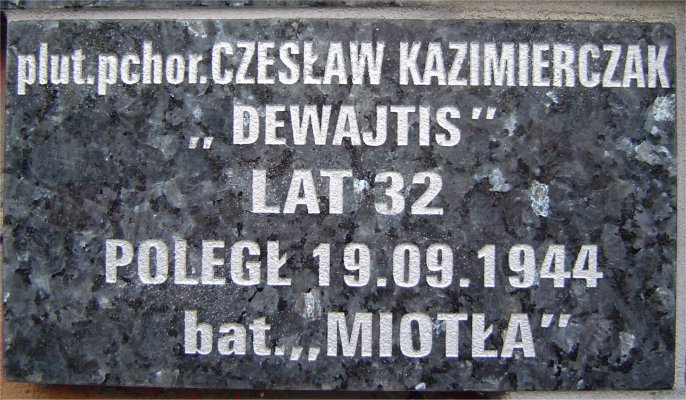 plut.pchor.CZESŁAW KAZIMIERCZAK
„ DEWAJTIS”
LAT 32
POLEGŁ 19.09.1944
bat.„MIOTŁA”